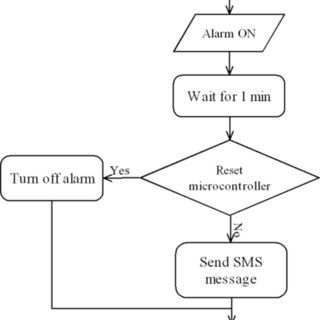 Alarm ON
Wait for 1 min
Reset
microcontroller
Yes
Turn off alarm
No
Send SMS
message